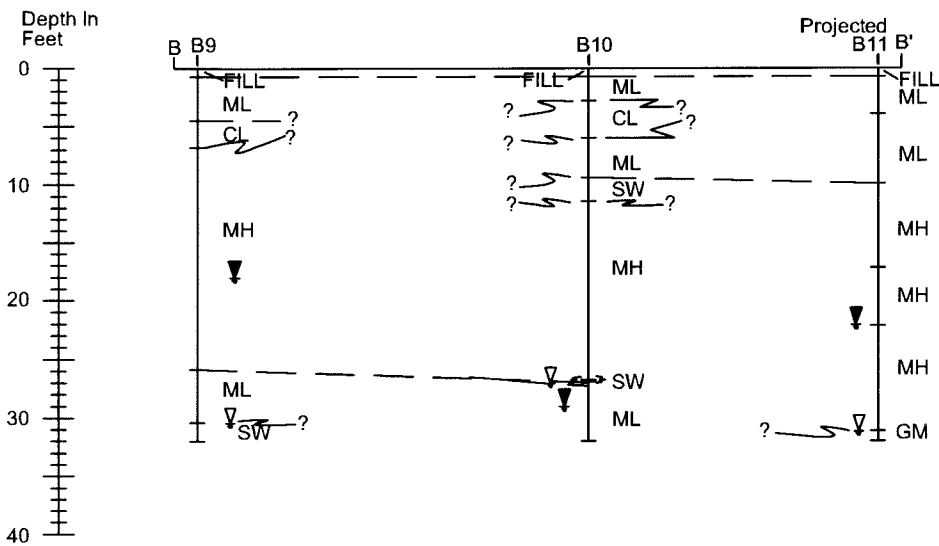 Depth In
Feet
Projected
B B9
B10
B11 B'
0
FILL
FILL
FILL
ML
ML
ML
?
?
?
CL
?
CL
?
?
ML
ML
10
?
SW
?
?
MH
MH
MH
20
MH
MH
ML
SW
30
?
SW
ML
?
GM
40